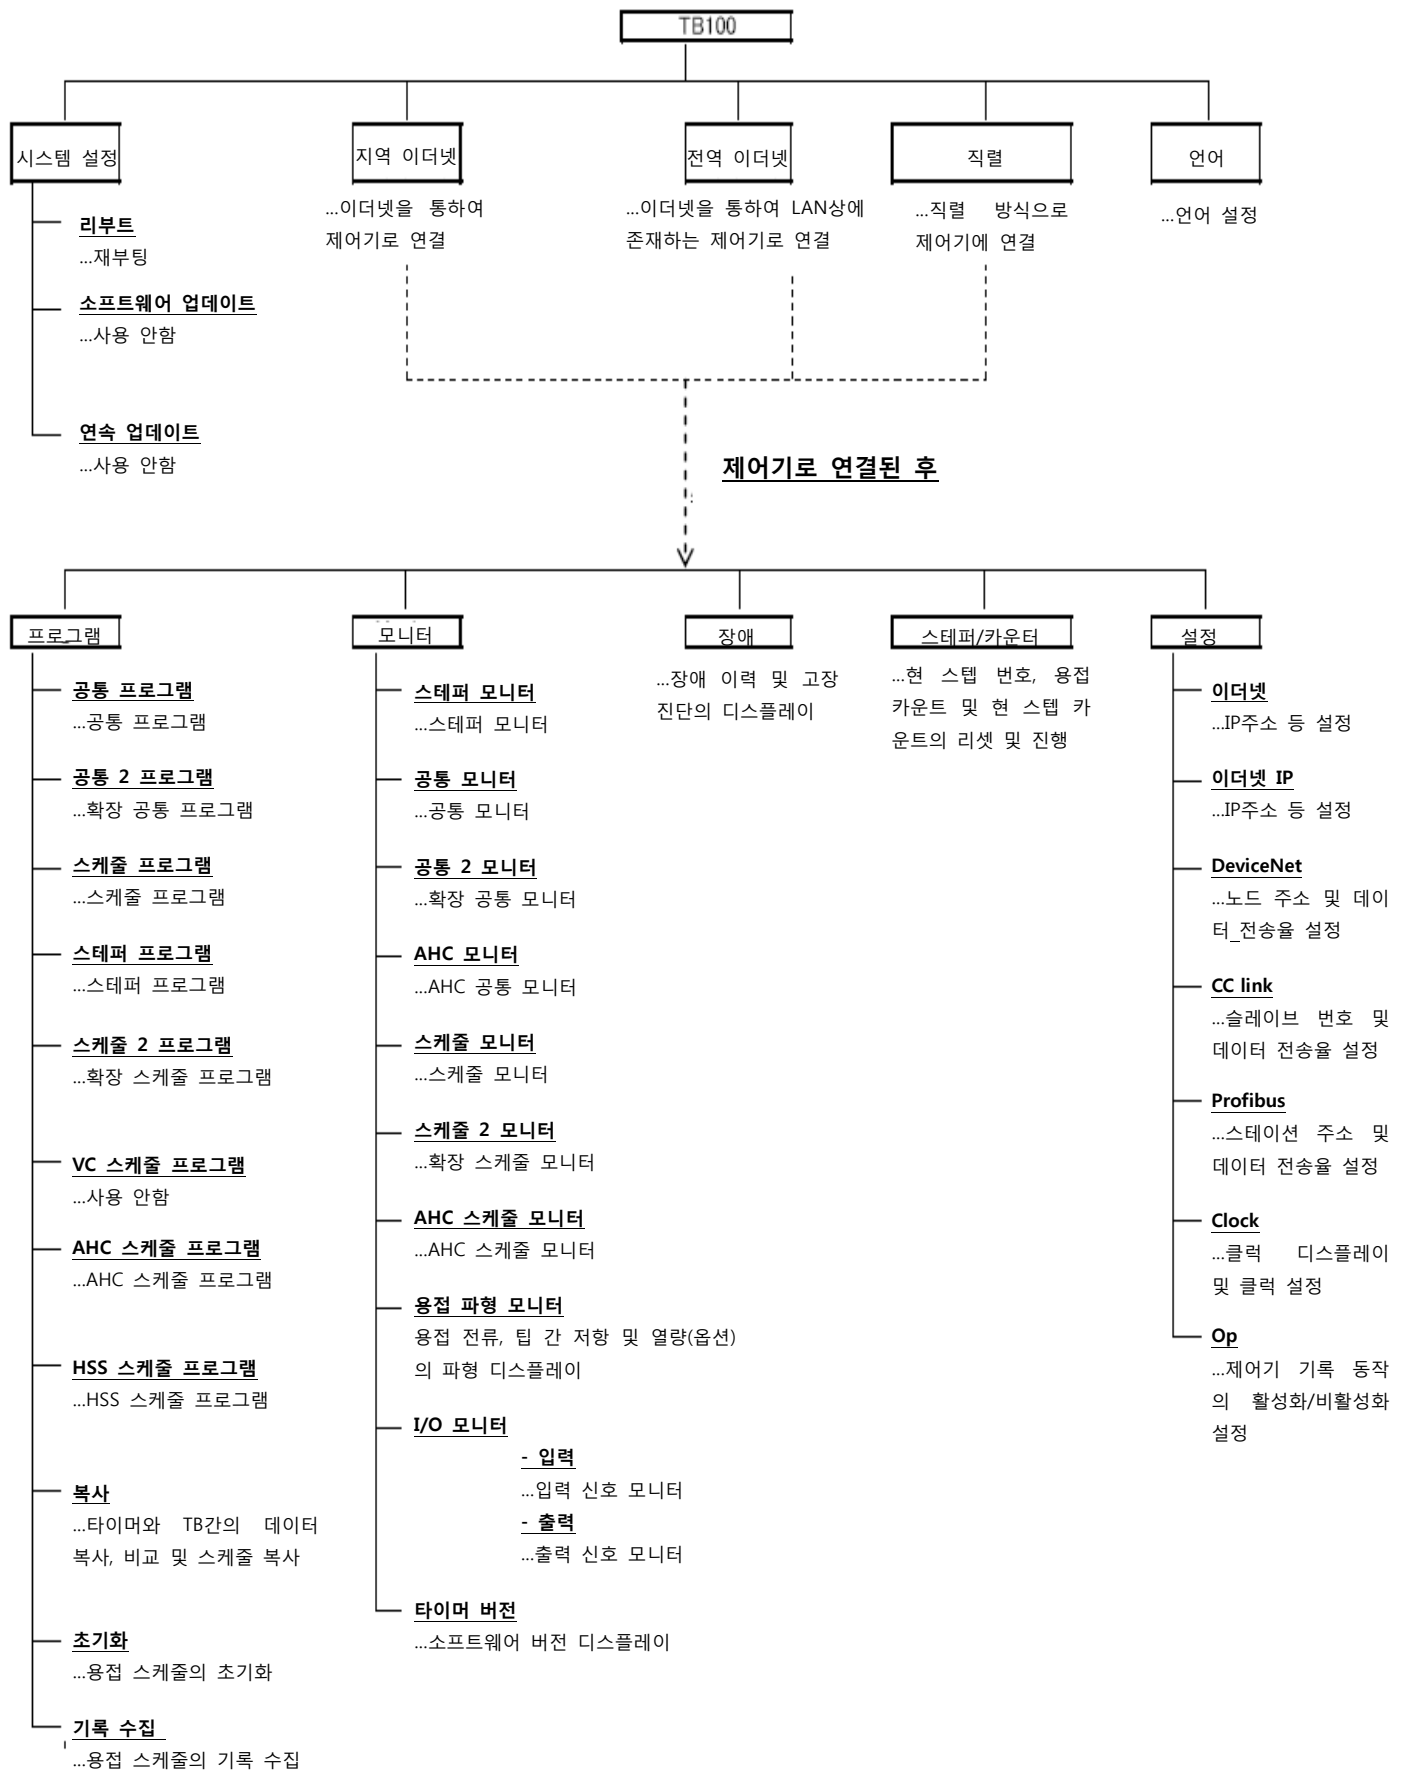 TB100
시스템 설정
리부트
...재부팅
소프트웨어 업데이트
...사용 안함
연속 업데이트
...사용 안함
지역 이더넷
...이더넷을 통하여
제어기로 연결
전역 이더넷
...이더넷을 통하여 LAN상에
존재하는 제어기로 연결
직렬
...직렬 방식으로
제어기에 연결
언어
...언어 설정
제어기로 연결된 후
프로그램
공통 프로그램
...공통 프로그램
공통 2 프로그램
...확장 공통 프로그램
스케줄 프로그램
...스케줄 프로그램
스테퍼 프로그램
...스테퍼 프로그램
스케줄 2 프로그램
...확장 스케줄 프로그램
VC 스케줄 프로그램
...사용 안함
AHC 스케줄 프로그램
...AHC 스케줄 프로그램
HSS 스케줄 프로그램
...HSS 스케줄 프로그램
복사
...타이머와 TB간의 데이터
복사, 비교 및 스케줄 복사
초기화
...용접 스케줄의 초기화
기록 수집
...용접 스케줄의 기록 수집
모니터
스테퍼 모니터
...스테퍼 모니터
공통 모니터
...공통 모니터
공통 2 모니터
...확장 공통 모니터
AHC 모니터
...AHC 공통 모니터
스케줄 모니터
...스케줄 모니터
스케줄 2 모니터
...확장 스케줄 모니터
AHC 스케줄 모니터
...AHC 스케줄 모니터
용접 파형 모니터
용접 전류, 팁 간 저항 및 열량(옵션)
의 파형 디스플레이
I/O 모니터
- 입력
...입력 신호 모니터
- 출력
...출력 신호 모니터
타이머 버전
...소프트웨어 버전 디스플레이
장애
...장애 이력 및 고장
진단의 디스플레이
스테퍼/카운터
...현 스텝 번호, 용접
카운트 및 현 스텝 카
운트의 리셋 및 진행
설정
이더넷
...IP주소 등 설정
이더넷 IP
...IP주소 등 설정
DeviceNet
...노드 주소 및 데이
터_전송율 설정
CC link
...슬레이브 번호 및
데이터 전송율 설정
Profibus
...스테이션 주소 및
데이터 전송율 설정
Clock
...클럭 디스플레이
및 클럭 설정
Op
...제어기 기록 동작
의 활성화/비활성화
설정